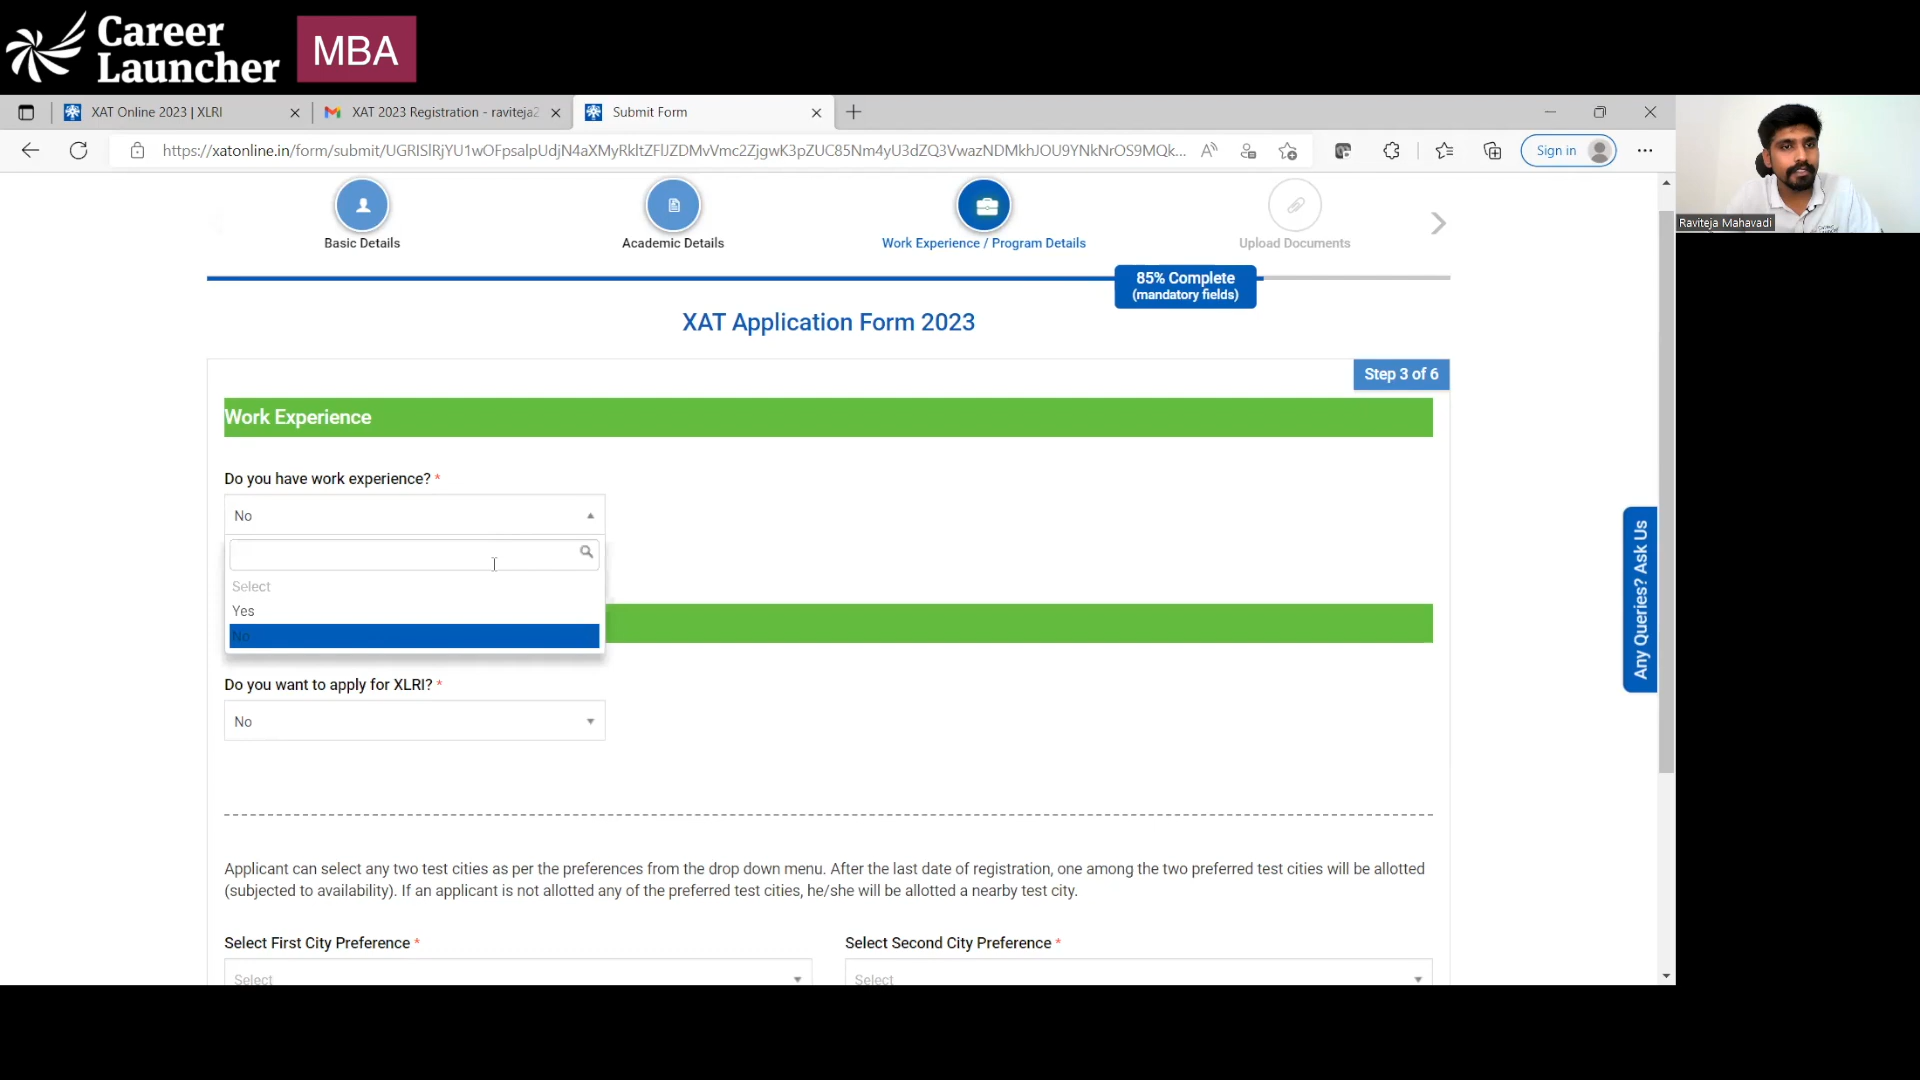 Career
Launcher
MBA
XAT Online 2023 | XLRI
XAT 2023 Registration - raviteja2
Submit Form
Sign in
Raviteja Mahavadi
Basic Details
Academic Details
Work Experience / Program Details
Upload Documents
85% Complete
(mandatory fields)
XAT Application Form 2023
Step 3 of 6
Work Experience
Do you have work experience? *
No
Select
Yes
No
Do you want to apply for XLRI? *
No
Applicant can select any two test cities as per the preferences from the drop down menu. After the last date of registration, one among the two preferred test cities will be allotted
(subjected to availability). If an applicant is not allotted any of the preferred test cities, he/she will be allotted a nearby test city.
Select First City Preference *
Select Second City Preference *
Select
Select
Any Queries? Ask Us